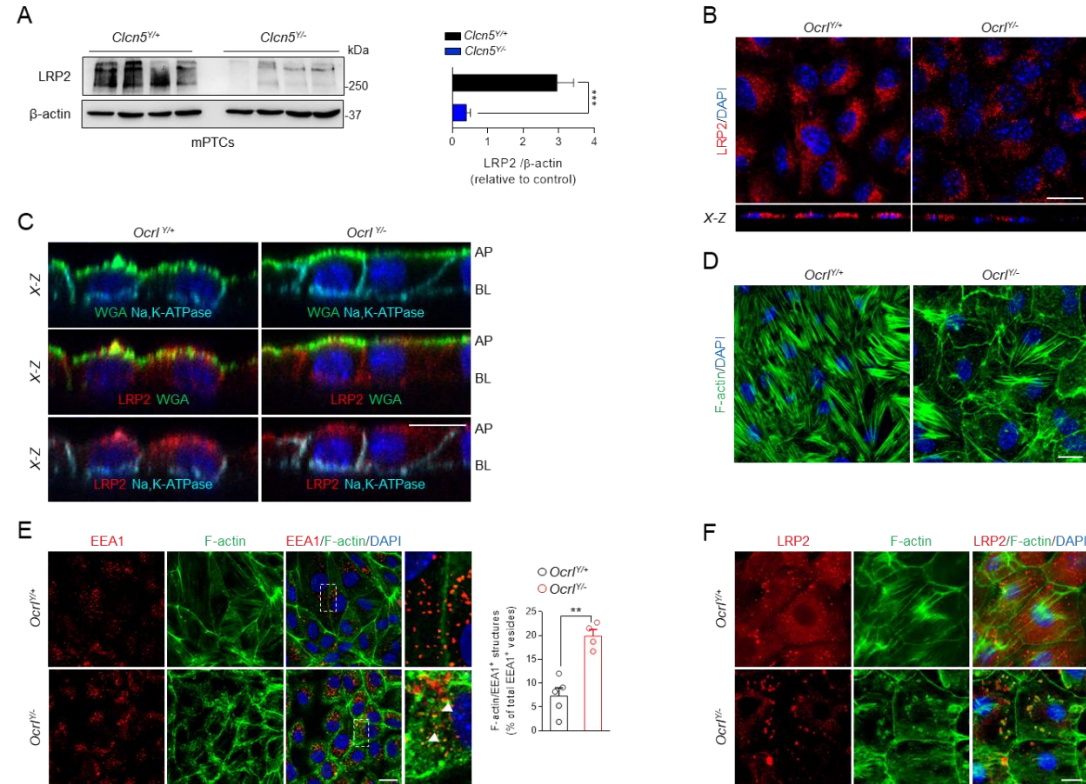 A
Clcn5Y/+ Clcn5Y/-
kDa
LRP2
-250
β-actin
-37
mPTCs
Clcn5Y/+
Clcn5Y/-
***
0 1 2 3 4
LRP2 /β-actin
(relative to control)
B
OcrlY/+ OcrlY/-
LRP2/DAPI
X-Z
C
Ocrl Y/+ Ocrl Y/-
X-Z
AP
BL
WGA Na,K-ATPase WGA Na,K-ATPase
X-Z
AP
BL
LRP2 WGA LRP2 WGA
X-Z
AP
BL
LRP2 Na,K-ATPase LRP2 Na,K-ATPase
D
OcrlY/+ OcrlY/-
F-actin/DAPI
E
EEA1 F-actin EEA1/F-actin/DAPI
OcrlY/+
OcrlY/-
OcrlY/+
OcrlY/-
**
25
20
15
10
5
0
F-actin/EEA1+ structures
(% of total EEA1+ vesicles)
F
LRP2 F-actin LRP2/F-actin/DAPI
OcrlY/+
OcrlY/-